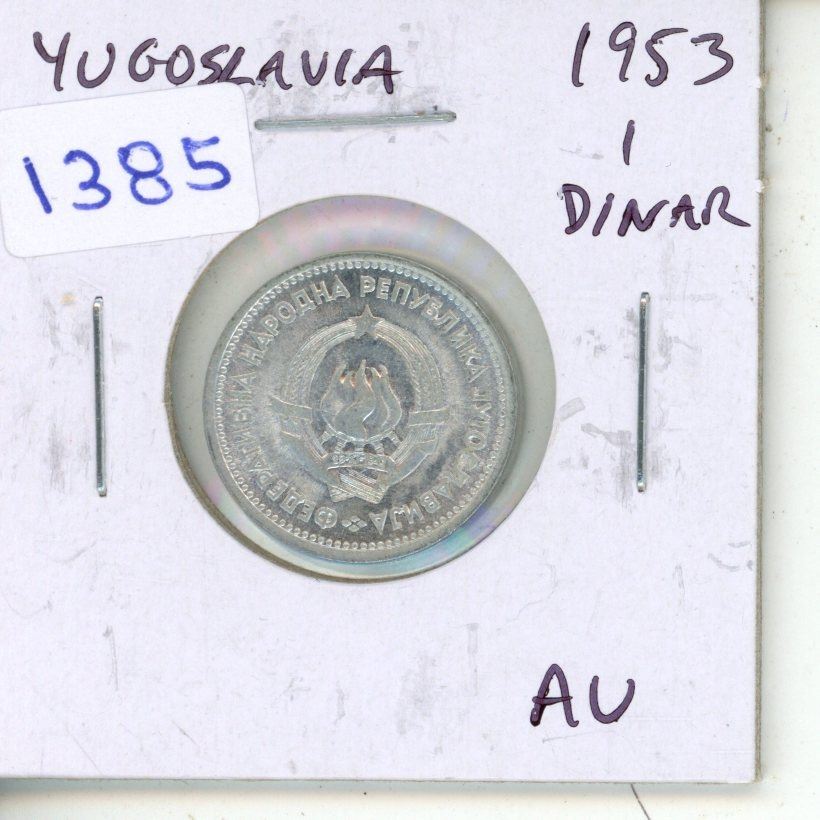 YUGOSLAVIA
1953
1
DINAR
1385
ФЕДЕРАТИВНА НАРОДНА РЕПУБЛИКА ЈУГОСЛАВИЈА
AU